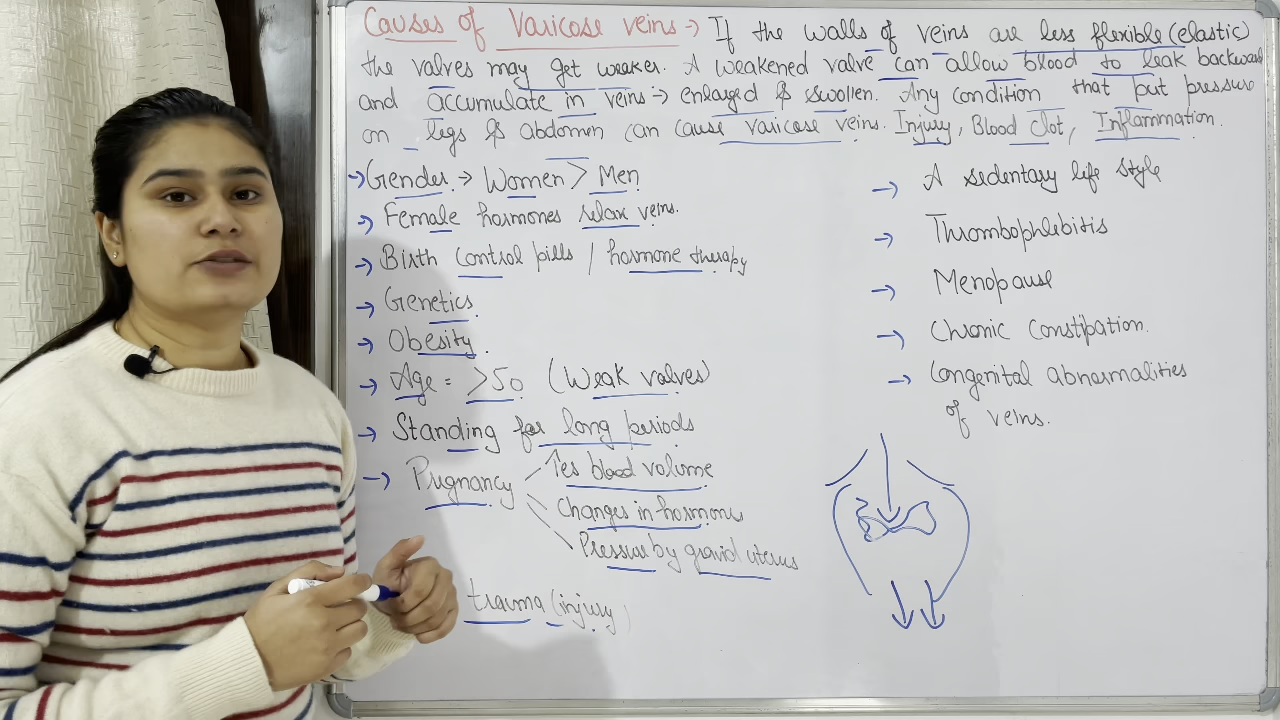 Causes of Varicose veins → If the walls of veins are less flexible (elastic)
the valves may get weaker. A weakened valve can allow blood to leak backward
and accumulate in veins → enlarged & swollen. Any condition that put pressure
on legs & abdomen can cause varicose veins. Injury, Blood clot, Inflammation.
→ Gender. → Women > Men
→ Female hormones relax veins.
→ Birth control pills / hormone therapy
→ Genetics.
→ Obesity.
→ Age = >50 (Weak valves)
→ Standing for long periods
→ Pregnancy
↑es blood volume
Changes in hormons
Pressure by gravid uterus
trauma (injury)
→ A sedentary life style
→ Thrombophlebitis
→ Menopause
→ Chronic Constipation.
→ Congenital abnormalities
of veins.